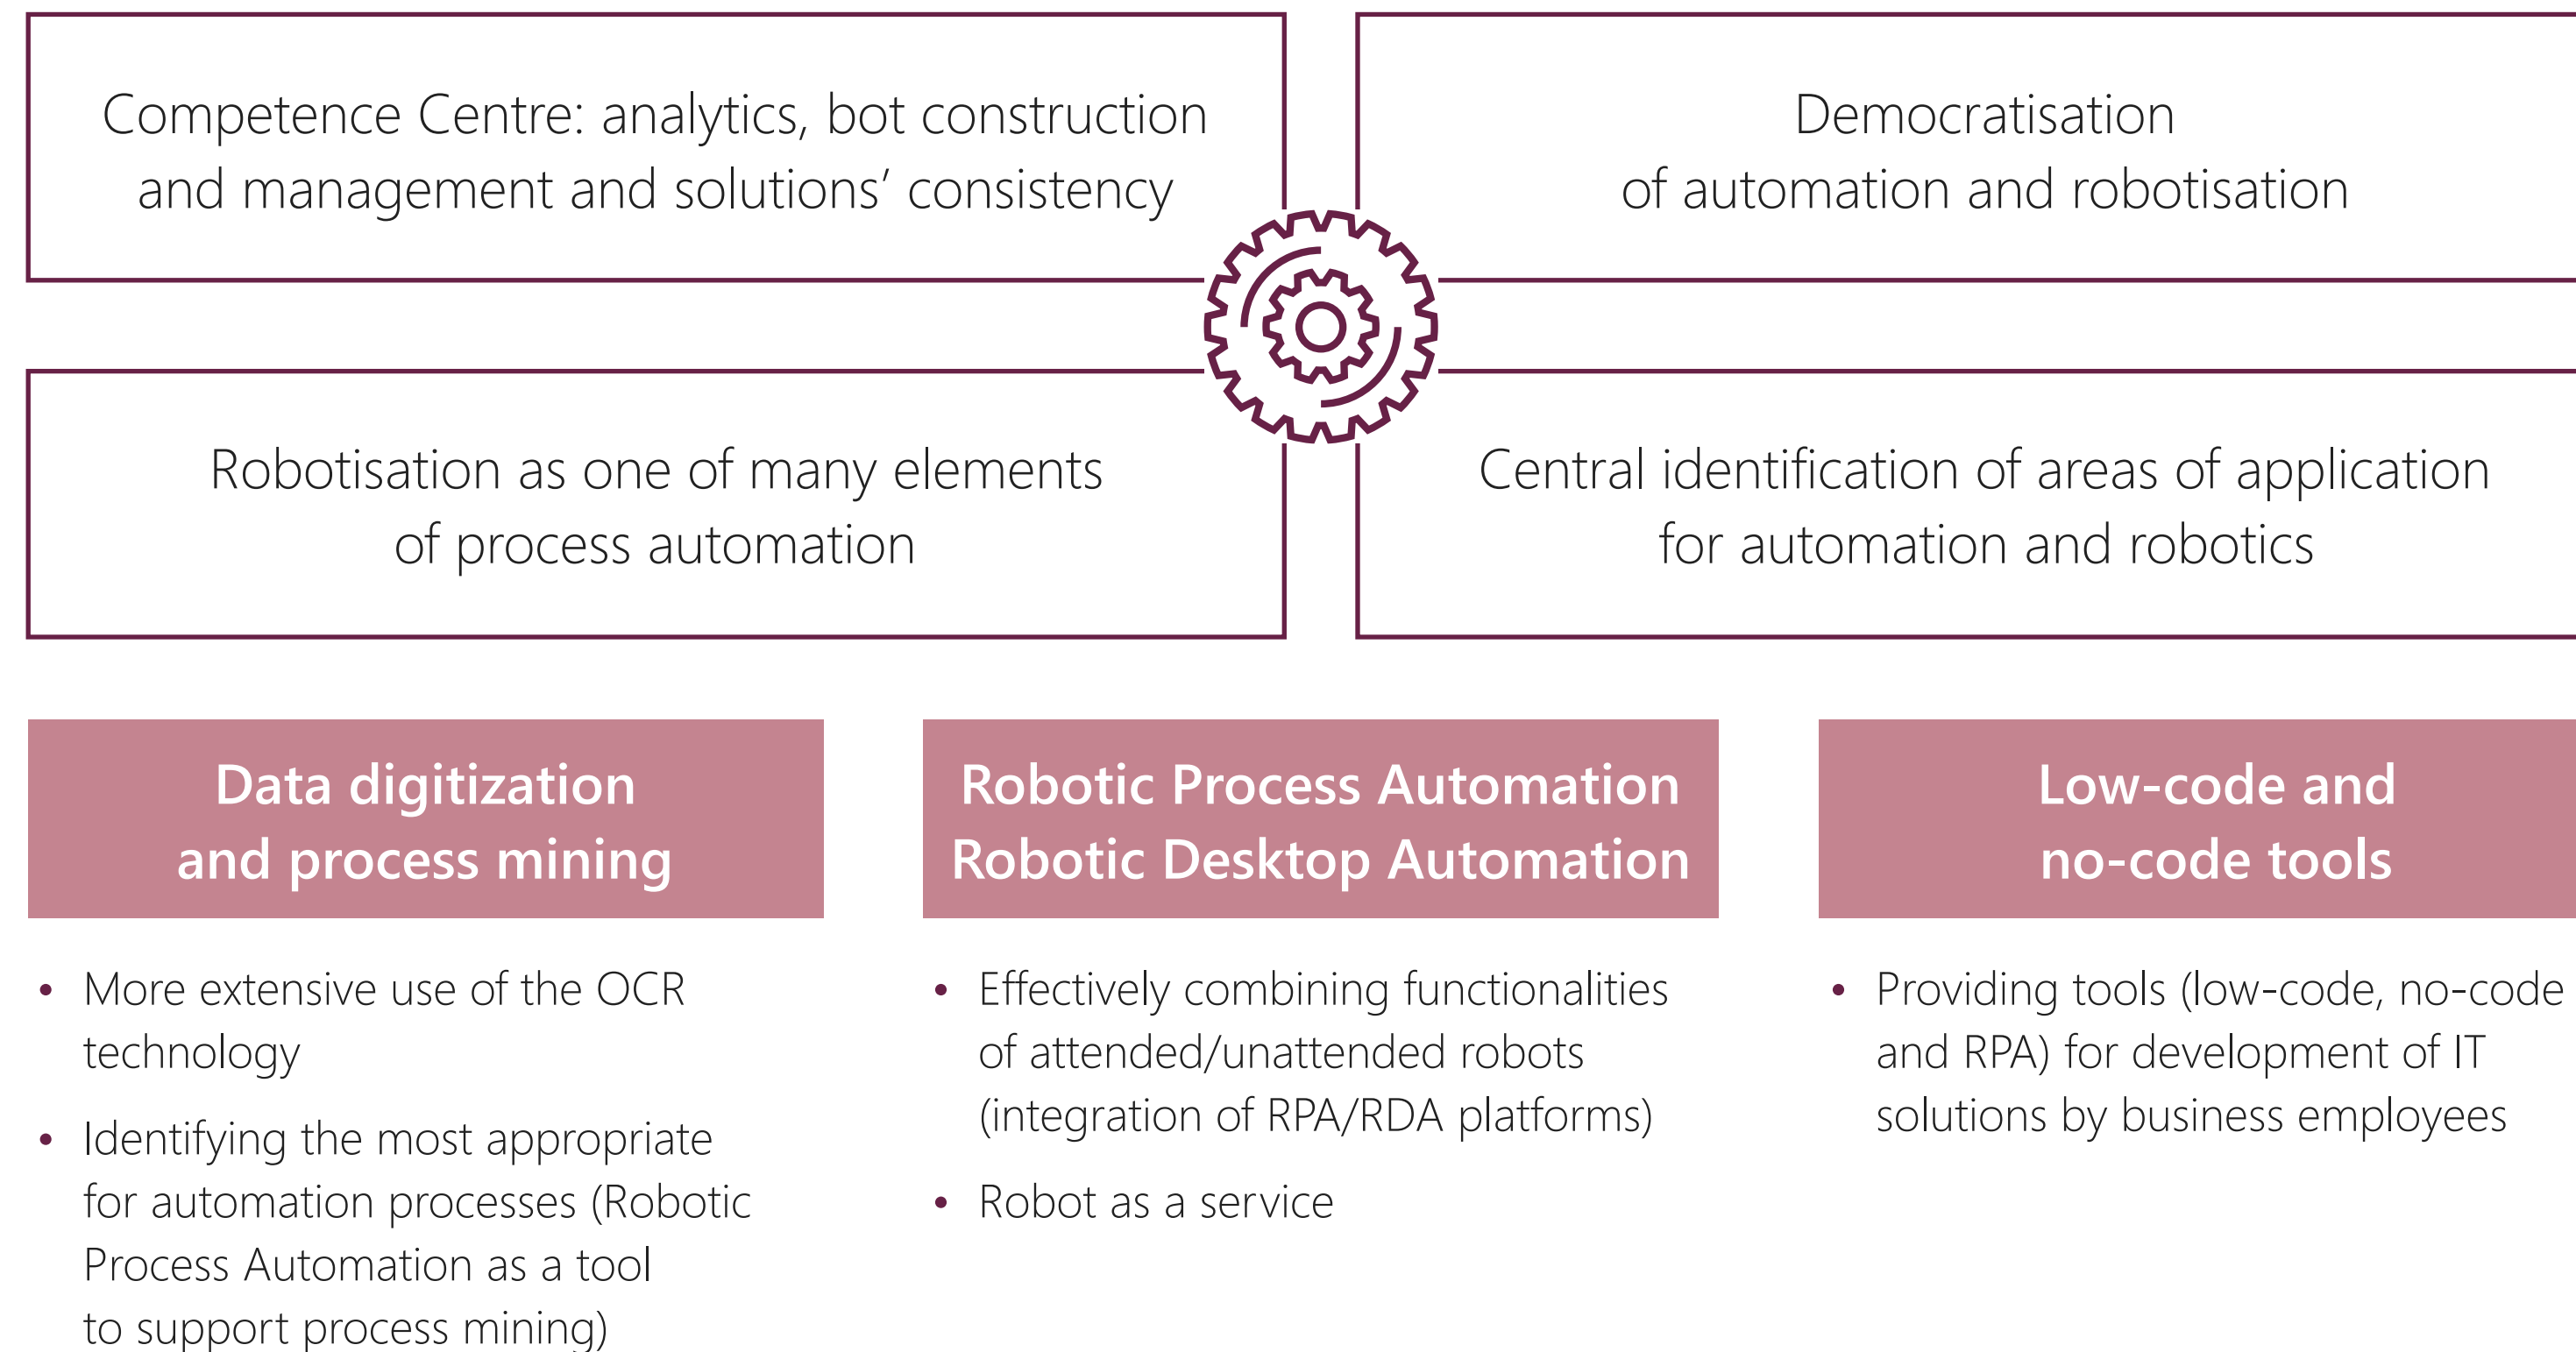 Competence Centre: analytics, bot construction
and management and solutions’ consistency
Democratisation
of automation and robotisation
Robotisation as one of many elements
of process automation
Central identification of areas of application
for automation and robotics
Data digitization
and process mining
• More extensive use of the OCR
technology
• Identifying the most appropriate
for automation processes (Robotic
Process Automation as a tool
to support process mining)
Robotic Process Automation
Robotic Desktop Automation
• Effectively combining functionalities
of attended/unattended robots
(integration of RPA/RDA platforms)
• Robot as a service
Low-code and
no-code tools
• Providing tools (low-code, no-code
and RPA) for development of IT
solutions by business employees